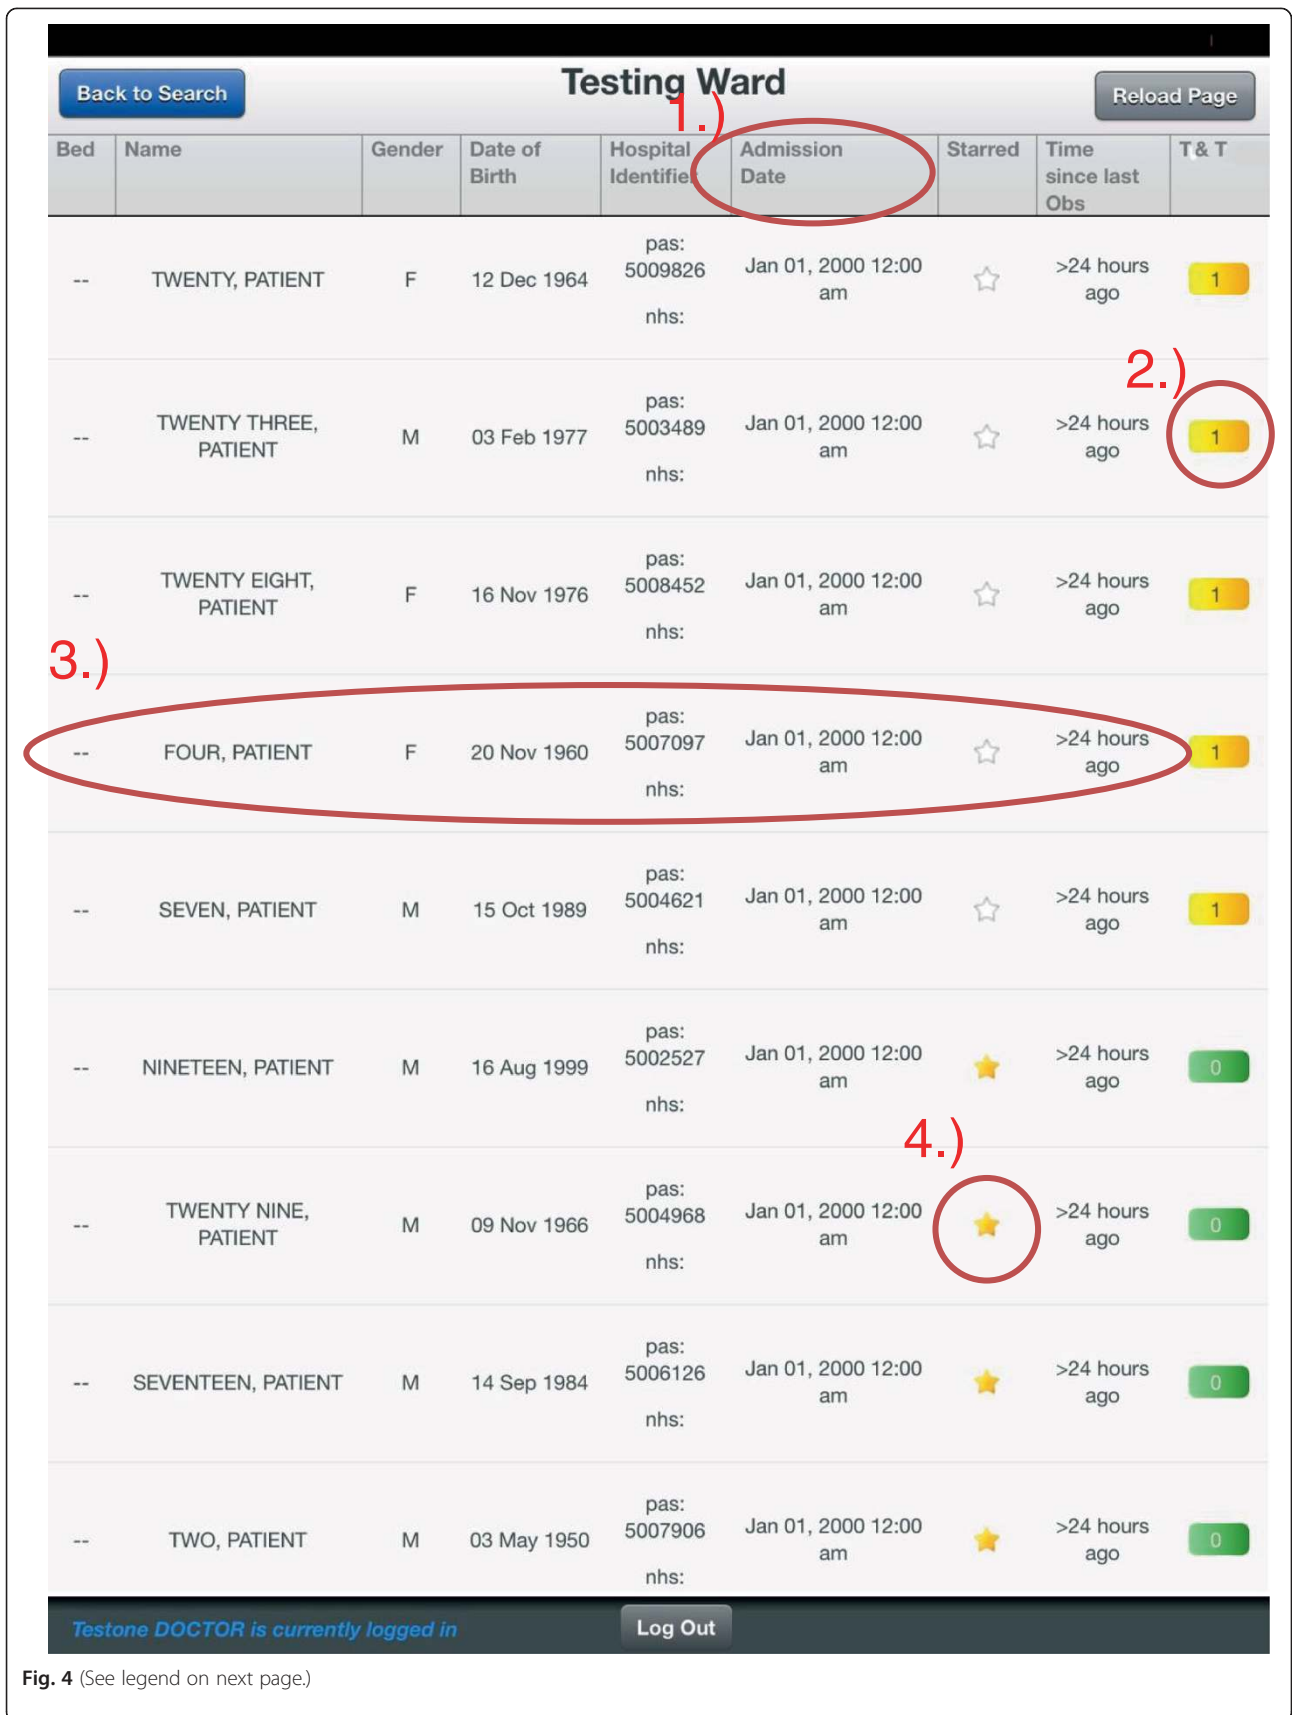 Back to Search
Testing Ward
Reload Page
1.)
Bed Name Gender Date of Birth Hospital Identifier Admission Date Starred Time since last Obs T & T
-- TWENTY, PATIENT F 12 Dec 1964 pas: 5009826 nhs: Jan 01, 2000 12:00 am >24 hours ago 1
2.)
-- TWENTY THREE, PATIENT M 03 Feb 1977 pas: 5003489 nhs: Jan 01, 2000 12:00 am >24 hours ago 1
-- TWENTY EIGHT, PATIENT F 16 Nov 1976 pas: 5008452 nhs: Jan 01, 2000 12:00 am >24 hours ago 1
3.)
-- FOUR, PATIENT F 20 Nov 1960 pas: 5007097 nhs: Jan 01, 2000 12:00 am >24 hours ago 1
-- SEVEN, PATIENT M 15 Oct 1989 pas: 5004621 nhs: Jan 01, 2000 12:00 am >24 hours ago 1
-- NINETEEN, PATIENT M 16 Aug 1999 pas: 5002527 nhs: Jan 01, 2000 12:00 am >24 hours ago 0
4.)
-- TWENTY NINE, PATIENT M 09 Nov 1966 pas: 5004968 nhs: Jan 01, 2000 12:00 am >24 hours ago 0
-- SEVENTEEN, PATIENT M 14 Sep 1984 pas: 5006126 nhs: Jan 01, 2000 12:00 am >24 hours ago 0
-- TWO, PATIENT M 03 May 1950 pas: 5007906 nhs: Jan 01, 2000 12:00 am >24 hours ago 0
Testone DOCTOR is currently logged in
Log Out
Fig. 4 (See legend on next page.)